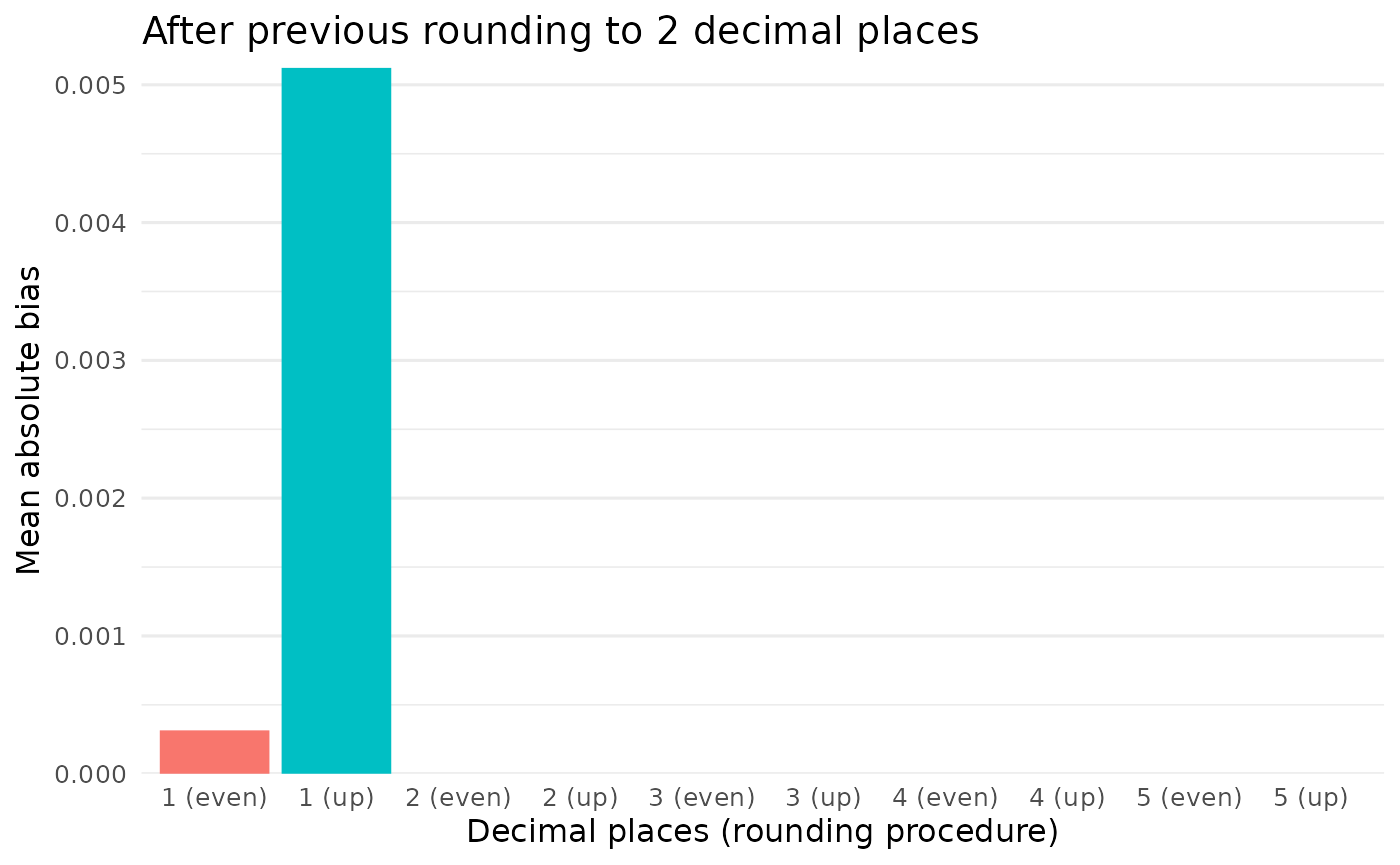 After previous rounding to 2 decimal places
Mean absolute bias
0.005
0.004
0.003
0.002
0.001
0.000
1 (even) 1 (up) 2 (even) 2 (up) 3 (even) 3 (up) 4 (even) 4 (up) 5 (even) 5 (up)
Decimal places (rounding procedure)